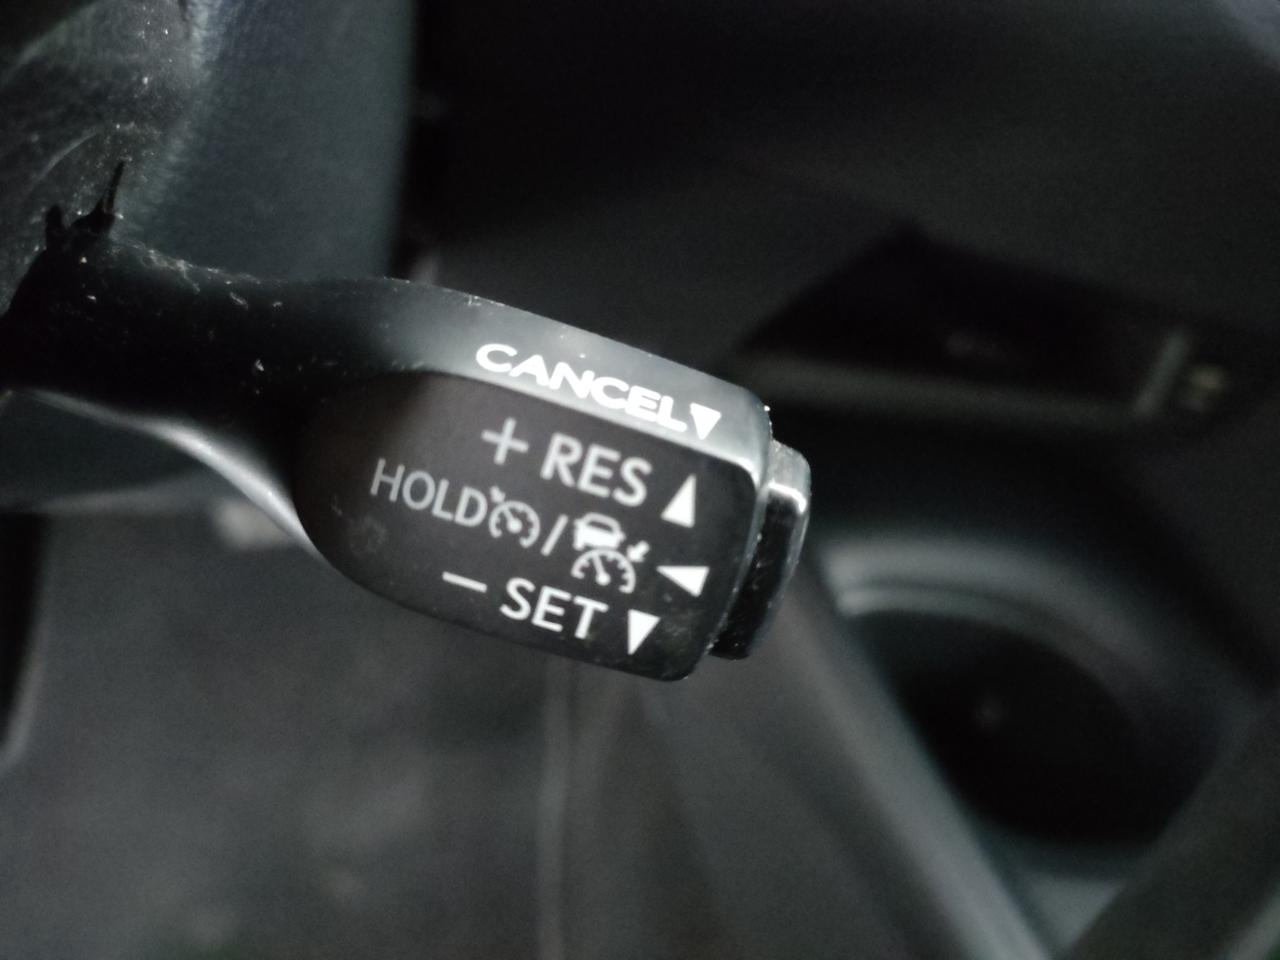 CANCEL▼
+ RES ▲
HOLD / ◀
− SET ▼